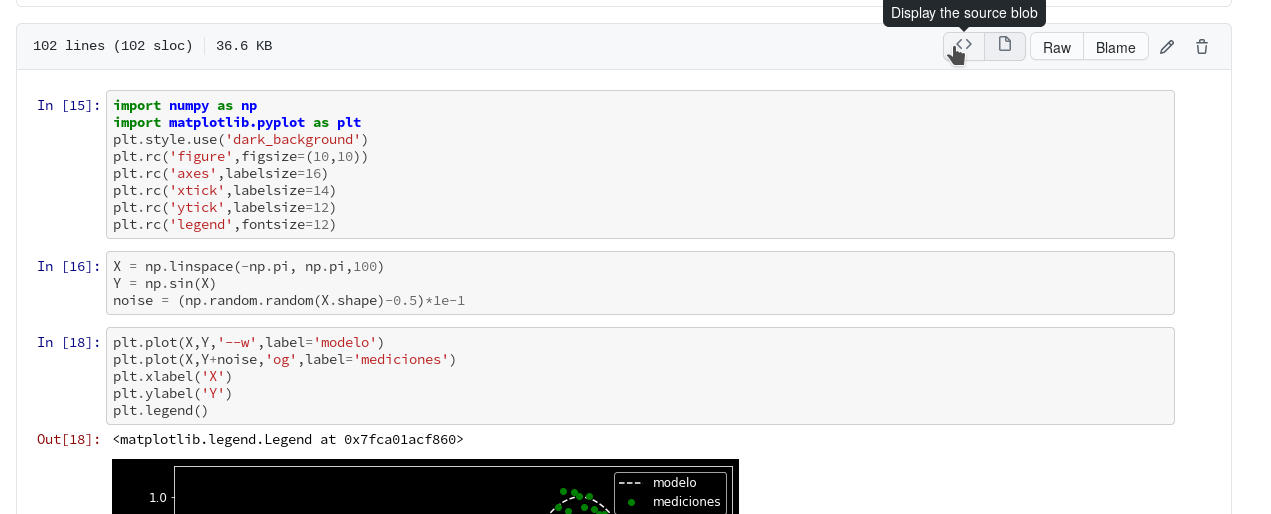 Display the source blob
102 lines (102 sloc) 36.6 KB <> Raw Blame
In [15]: import numpy as np
import matplotlib.pyplot as plt
plt.style.use('dark_background')
plt.rc('figure',figsize=(10,10))
plt.rc('axes',labelsize=16)
plt.rc('xtick',labelsize=14)
plt.rc('ytick',labelsize=12)
plt.rc('legend',fontsize=12)
In [16]: X = np.linspace(-np.pi, np.pi,100)
Y = np.sin(X)
noise = (np.random.random(X.shape)-0.5)*1e-1
In [18]: plt.plot(X,Y,'--w',label='modelo')
plt.plot(X,Y+noise,'og',label='mediciones')
plt.xlabel('X')
plt.ylabel('Y')
plt.legend()
Out[18]: <matplotlib.legend.Legend at 0x7fca01acf860>
modelo
1.0
mediciones